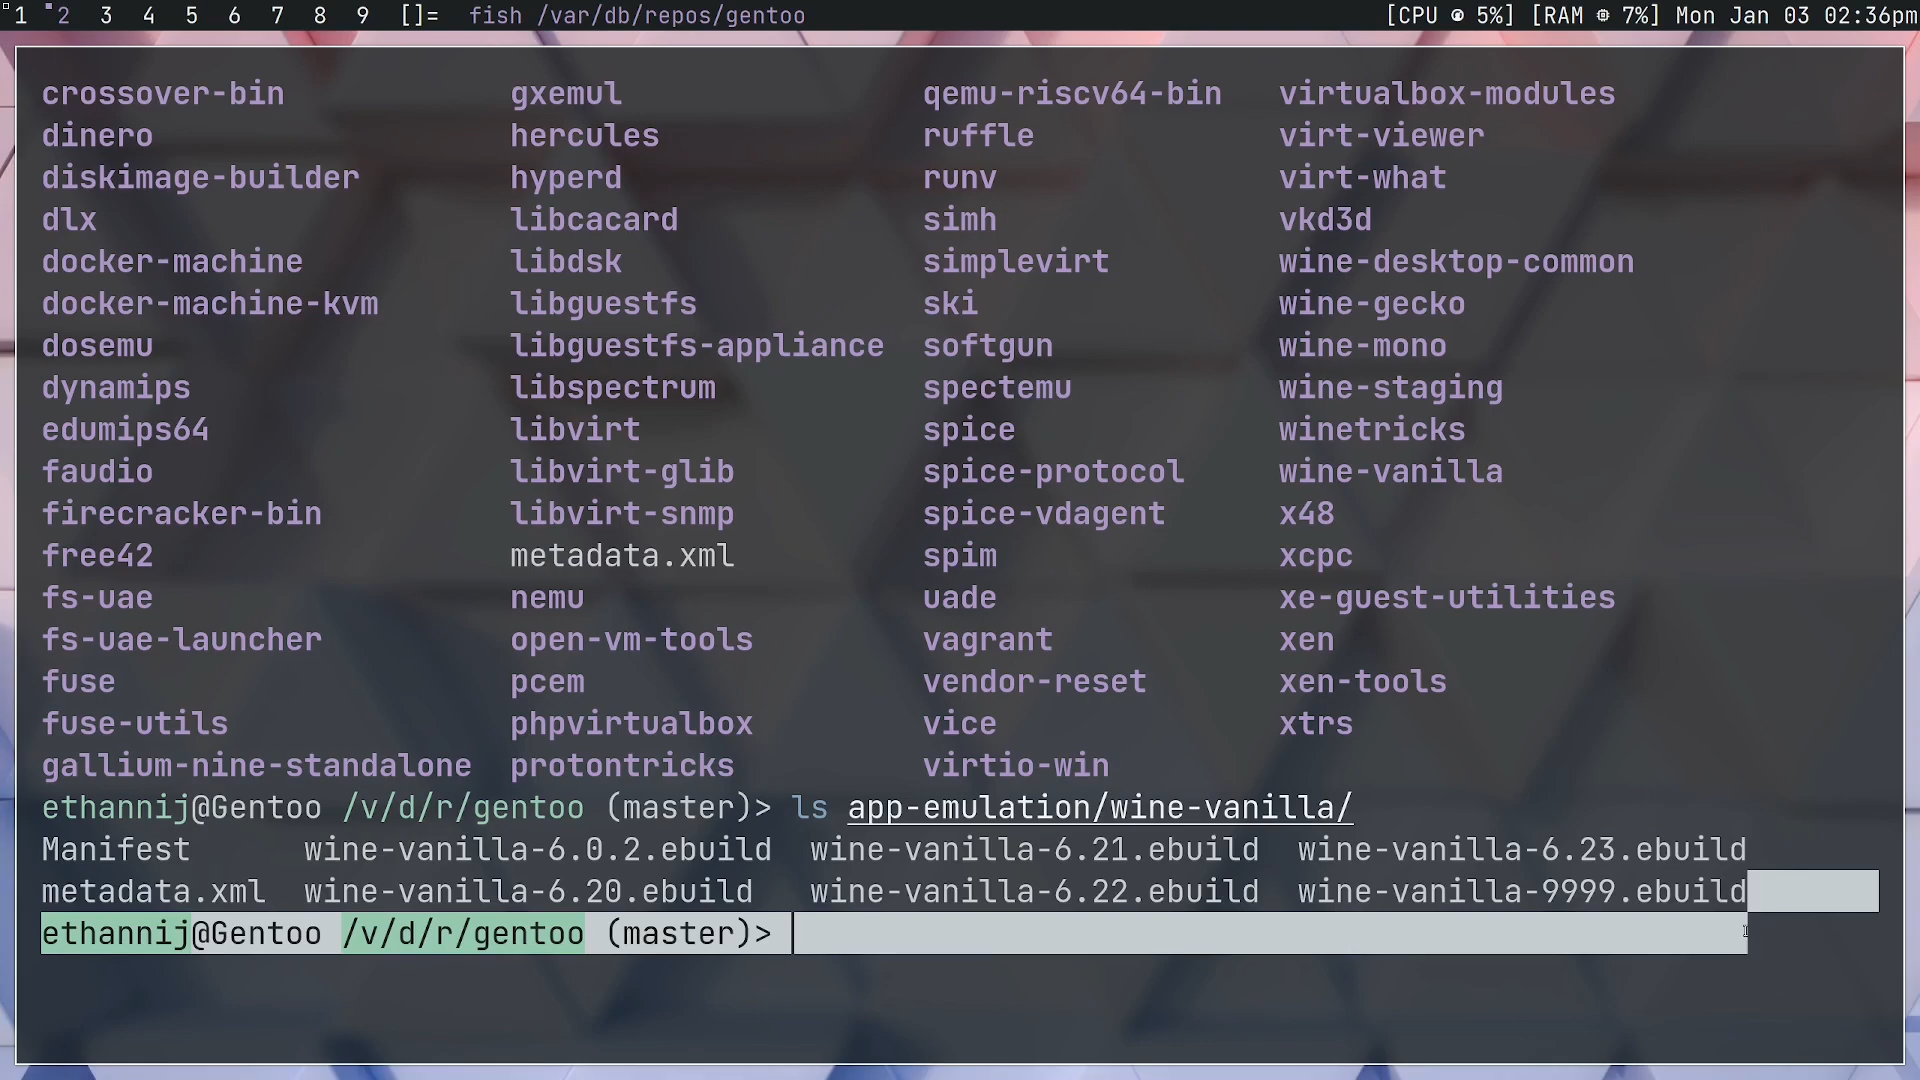 1 2 3 4 5 6 7 8 9 []= fish /var/db/repos/gentoo [CPU 5%] [RAM 7%] Mon Jan 03 02:36pm
crossover-bin gxemul qemu-riscv64-bin virtualbox-modules
dinero hercules ruffle virt-viewer
diskimage-builder hyperd runv virt-what
dlx libcacard simh vkd3d
docker-machine libdsk simplevirt wine-desktop-common
docker-machine-kvm libguestfs ski wine-gecko
dosemu libguestfs-appliance softgun wine-mono
dynamips libspectrum spectemu wine-staging
edumips64 libvirt spice winetricks
faudio libvirt-glib spice-protocol wine-vanilla
firecracker-bin libvirt-snmp spice-vdagent x48
free42 metadata.xml spim xcpc
fs-uae nemu uade xe-guest-utilities
fs-uae-launcher open-vm-tools vagrant xen
fuse pcem vendor-reset xen-tools
fuse-utils phpvirtualbox vice xtrs
gallium-nine-standalone protontricks virtio-win
ethannij@Gentoo /v/d/r/gentoo (master)> ls app-emulation/wine-vanilla/
Manifest wine-vanilla-6.0.2.ebuild wine-vanilla-6.21.ebuild wine-vanilla-6.23.ebuild
metadata.xml wine-vanilla-6.20.ebuild wine-vanilla-6.22.ebuild wine-vanilla-9999.ebuild
ethannij@Gentoo /v/d/r/gentoo (master)>